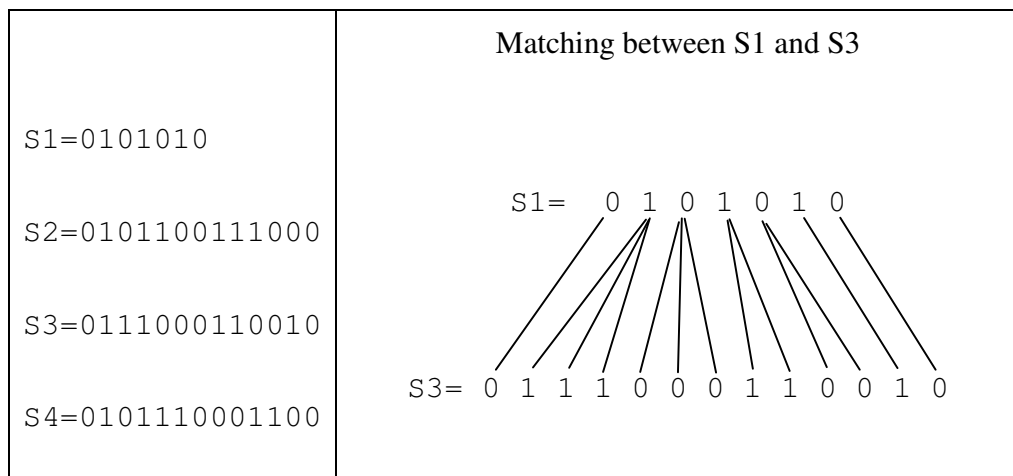 Matching between S1 and S3
S1=0101010
S2=0101100111000
S3=0111000110010
S4=0101110001100
S1= 0 1 0 1 0 1 0
S3= 0 1 1 1 0 0 0 1 1 0 0 1 0